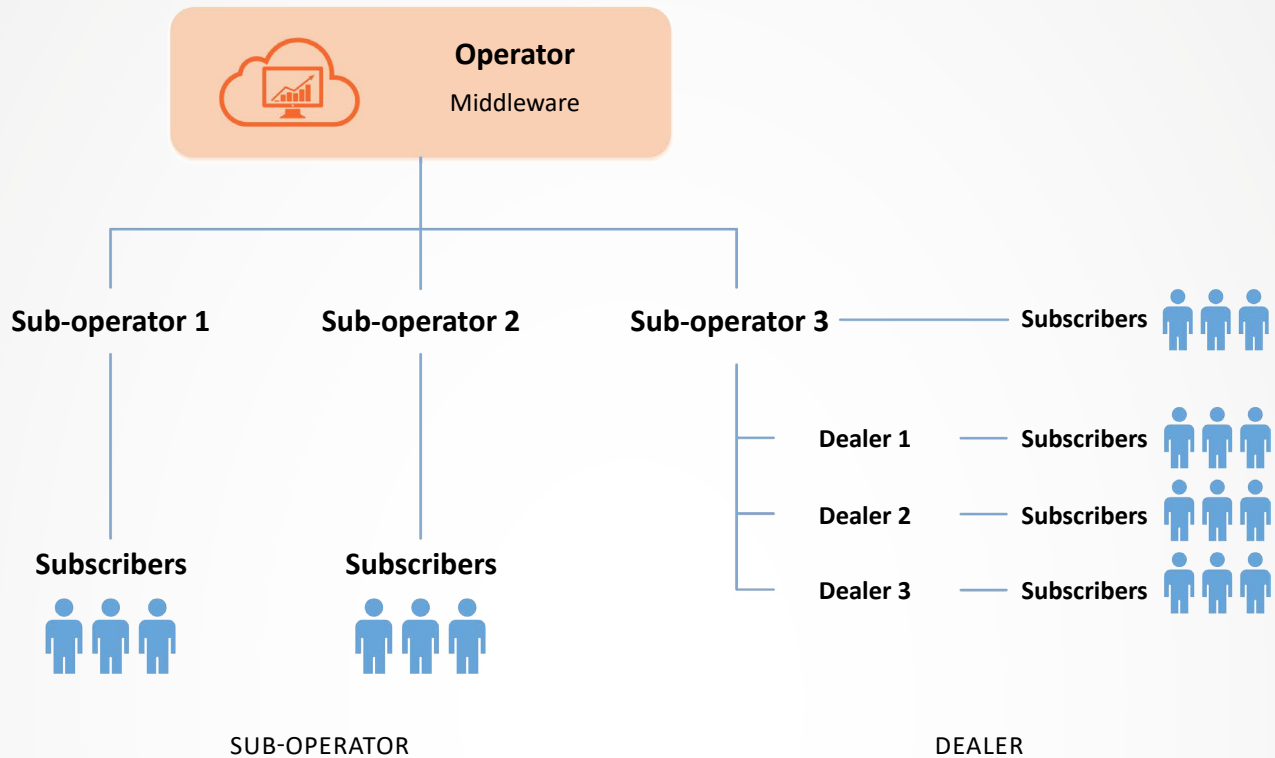 Operator
Middleware
Sub-operator 1
Sub-operator 2
Sub-operator 3
Subscribers
Dealer 1
Subscribers
Dealer 2
Subscribers
Dealer 3
Subscribers
Subscribers
Subscribers
SUB-OPERATOR
DEALER